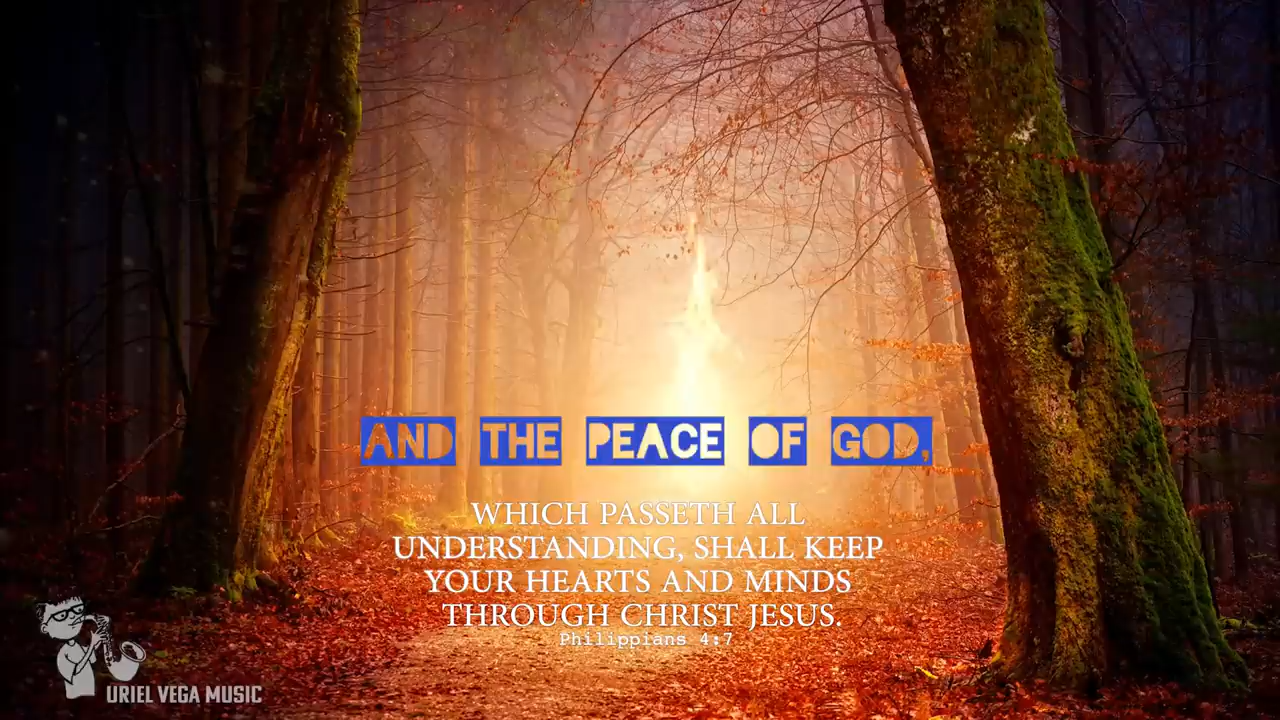 AND THE PEACE OF GOD,
WHICH PASSETH ALL
UNDERSTANDING, SHALL KEEP
YOUR HEARTS AND MINDS
THROUGH CHRIST JESUS.
Philippians 4:7
URIEL VEGA MUSIC